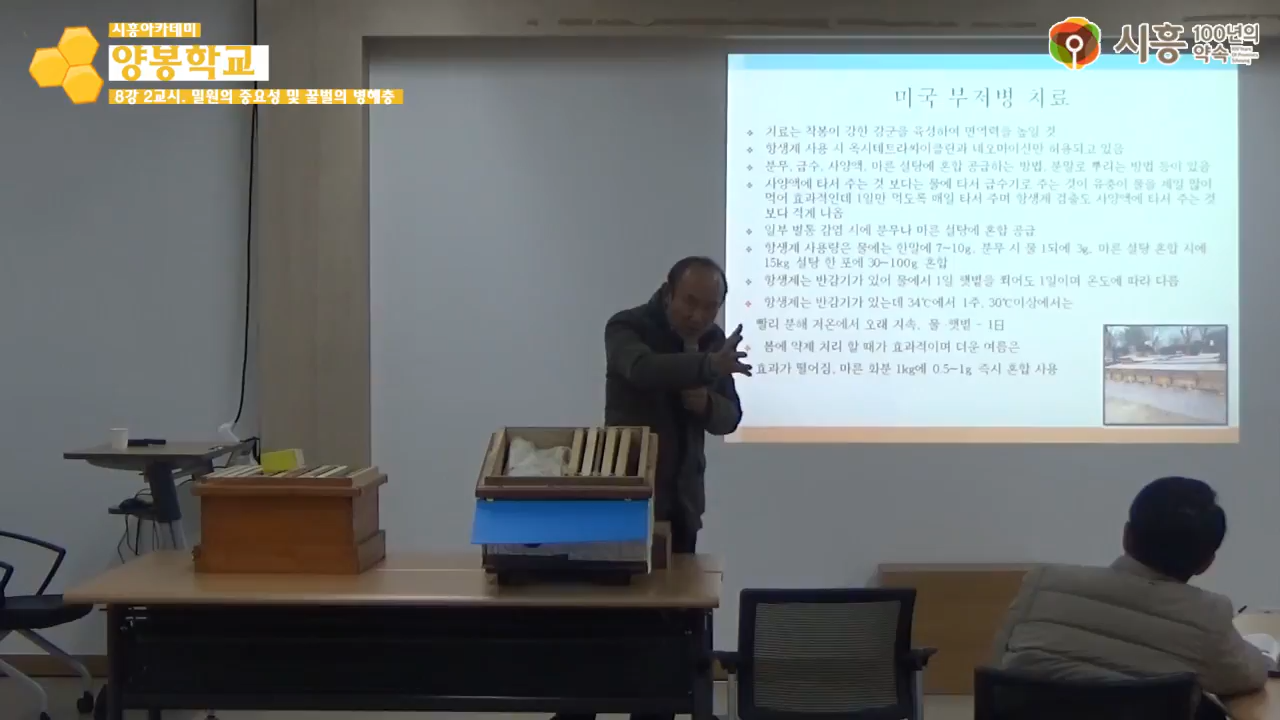 시흥아카데미
양봉학교
8강 2교시. 밀원의 중요성 및 꿀벌의 병해충
시흥 100년의 약속
미국 부저병 치료
치료는 착봉이 강한 강군을 육성하여 면역력을 높일 것
항생제 사용 시 옥시테트라싸이클린과 네오마이신만 허용되고 있음
분무, 급수, 사양액, 마른 설탕에 혼합 공급하는 방법, 분말로 뿌리는 방법 등이 있음
사양액에 타서 주는 것 보다는 물에 타서 급수기로 주는 것이 유충이 물을 제일 많이
먹어 효과적인데 1일만 먹도록 매일 타서 주며 항생제 검출도 사양액에 타서 주는 것
보다 적게 나옴
일부 벌통 감염 시에 분무나 마른 설탕에 혼합 공급
항생제 사용량은 물에는 한말에 7~10g, 분무 시 물 1되에 3g, 마른 설탕 혼합 시에
15kg 설탕 한 포에 30~100g 혼합
항생제는 반감기가 있어 물에서 1일 햇볕을 쬐어도 1일이며 온도에 따라 다름
항생제는 반감기가 있는데 34℃에서 1주, 30℃이상에서는
빨리 분해 저온에서 오래 지속, 물 햇볕 - 1日
봄에 약제 처리 할 때가 효과적이며 더운 여름은
효과가 떨어짐, 마른 화분 1kg에 0.5~1g 즉시 혼합 사용